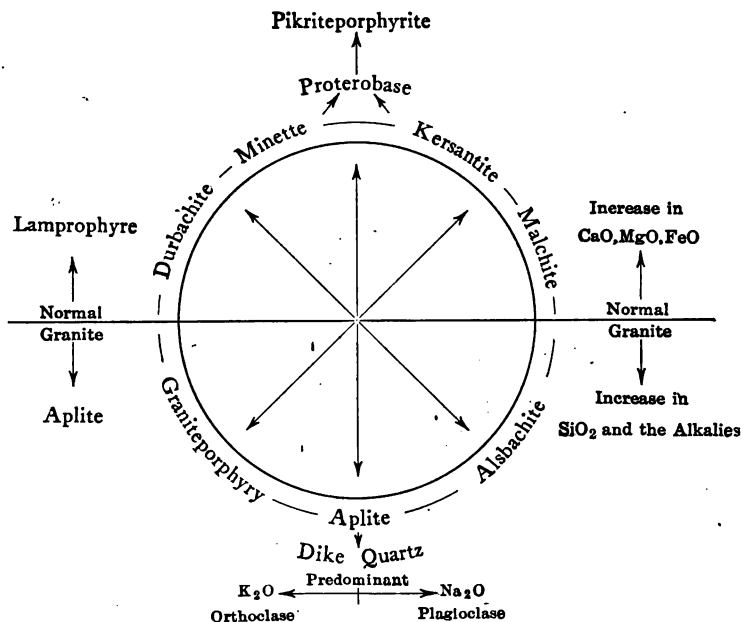 Pikriteporphyrite
Proterobase
Minette
Kersantite
Durbachite
Malchite
Lamprophyre
Inerease in
CaO,MgO,FeO
Normal
Granite
Normal
Granite
Aplite
Increase in
SiO₂ and the Alkalies
Graniteporphyry
Alsbachite
Aplite
Dike Quartz
Predominant
K₂O
Na₂O
Orthoclase
Plagioclase